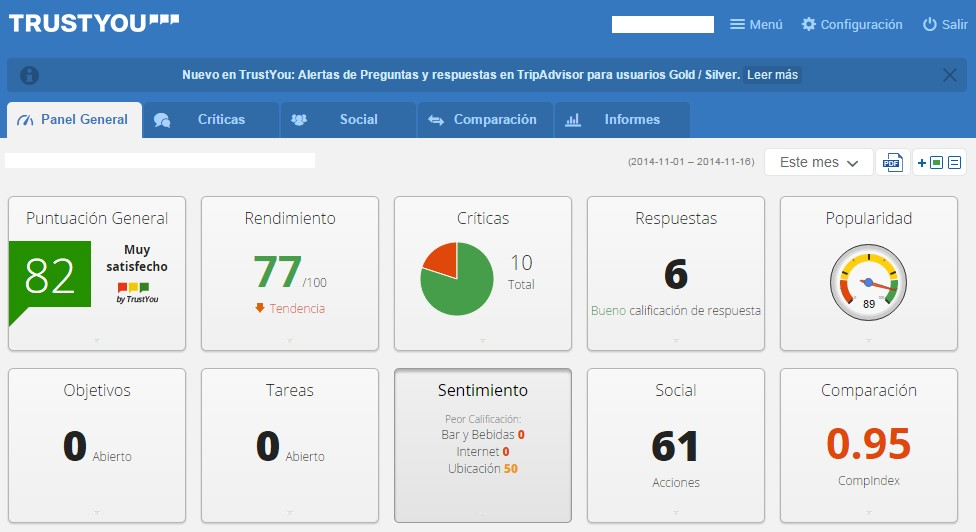 TRUSTYOU
Menú
Configuración
Salir
Nuevo en TrustYou: Alertas de Preguntas y respuestas en TripAdvisor para usuarios Gold / Silver. Leer más
Panel General
Críticas
Social
Comparación
Informes
(2014-11-01 – 2014-11-16)
Este mes
PDF
Puntuación General
82
Muy
satisfecho
by TrustYou
Rendimiento
77/100
Tendencia
Críticas
10
Total
Respuestas
6
Bueno calificación de respuesta
Popularidad
89
Objetivos
0 Abierto
Tareas
0 Abierto
Sentimiento
Peor Calificación:
Bar y Bebidas 0
Internet 0
Ubicación 50
Social
61
Acciones
Comparación
0.95
CompIndex